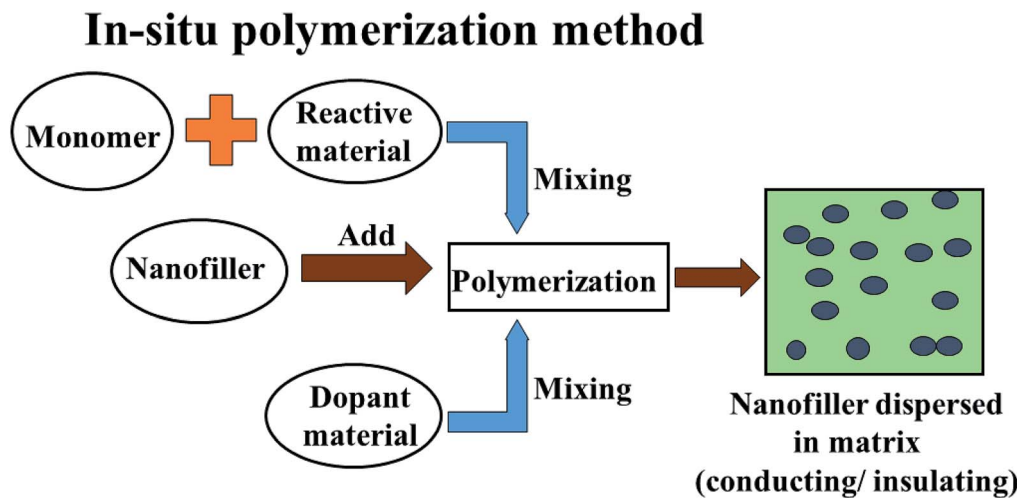 In-situ polymerization method
Monomer
Reactive
material
Mixing
Nanofiller
Add
Polymerization
Dopant
material
Mixing
Nanofiller dispersed
in matrix
(conducting/ insulating)